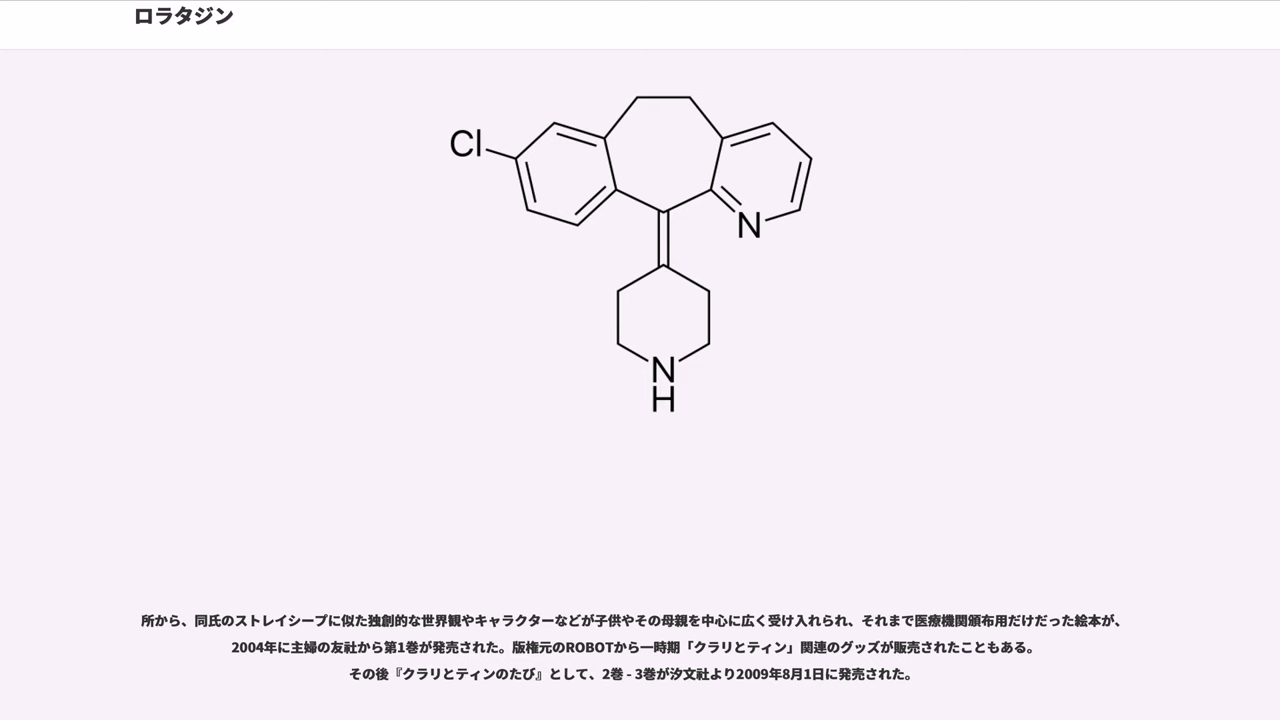 ロラタジン
Cl
N
N
H
所から、同氏のストレイシープに似た独創的な世界観やキャラクターなどが子供やその母親を中心に広く受け入れられ、それまで医療機関頒布用だけだった絵本が、
2004年に主婦の友社から第1巻が発売された。版権元のROBOTから一時期「クラリとティン」関連のグッズが販売されたこともある。
その後『クラリとティンのたび』として、2巻 - 3巻が汐文社より2009年8月1日に発売された。